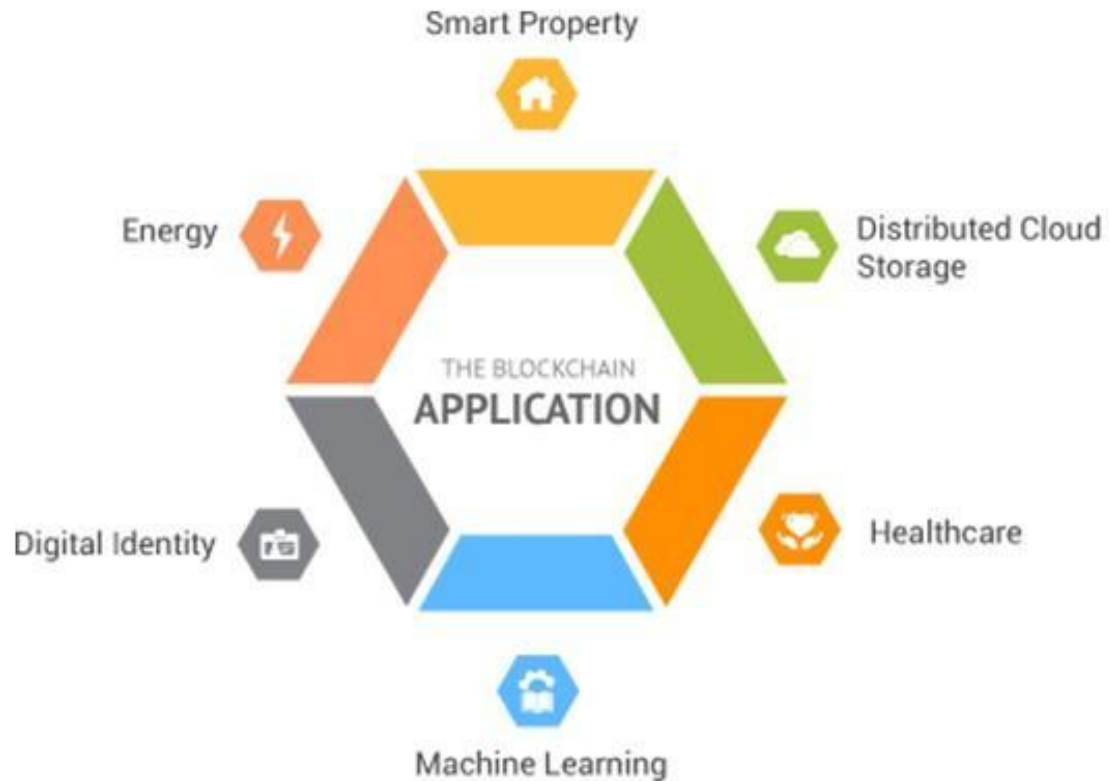 Smart Property
Energy
Distributed Cloud
Storage
THE BLOCKCHAIN
APPLICATION
Digital Identity
Healthcare
Machine Learning